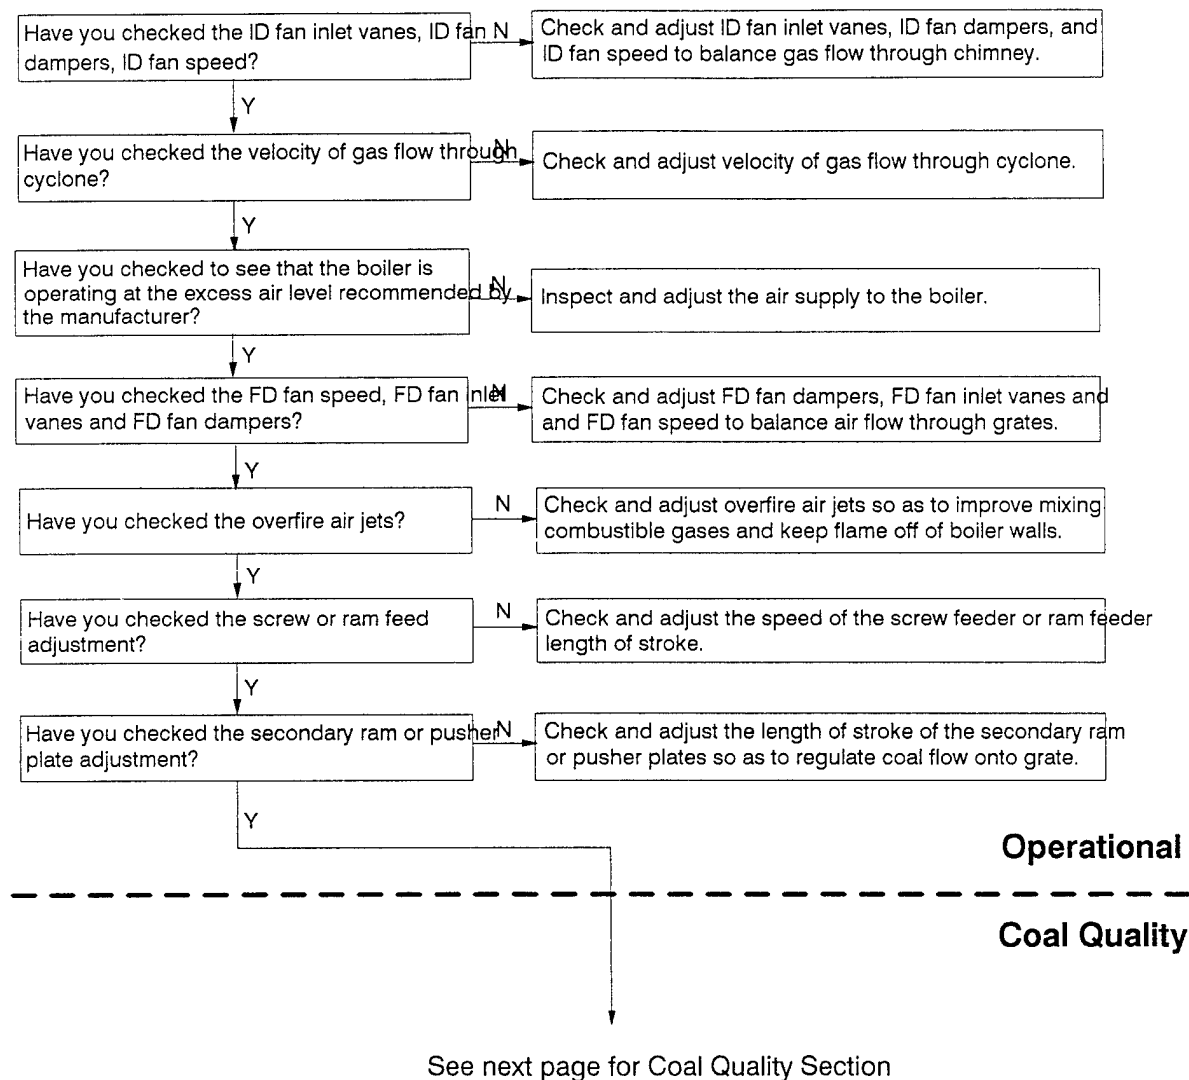 Have you checked the ID fan inlet vanes, ID fan
dampers, ID fan speed?
N
Check and adjust ID fan inlet vanes, ID fan dampers, and
ID fan speed to balance gas flow through chimney.
Y
Have you checked the velocity of gas flow through
cyclone?
N
Check and adjust velocity of gas flow through cyclone.
Y
Have you checked to see that the boiler is
operating at the excess air level recommended by
the manufacturer?
N
Inspect and adjust the air supply to the boiler.
Y
Have you checked the FD fan speed, FD fan inlet
vanes and FD fan dampers?
N
Check and adjust FD fan dampers, FD fan inlet vanes and
and FD fan speed to balance air flow through grates.
Y
Have you checked the overfire air jets?
N
Check and adjust overfire air jets so as to improve mixing
combustible gases and keep flame off of boiler walls.
Y
Have you checked the screw or ram feed
adjustment?
N
Check and adjust the speed of the screw feeder or ram feeder
length of stroke.
Y
Have you checked the secondary ram or pusher
plate adjustment?
N
Check and adjust the length of stroke of the secondary ram
or pusher plates so as to regulate coal flow onto grate.
Y
Operational
Coal Quality
See next page for Coal Quality Section